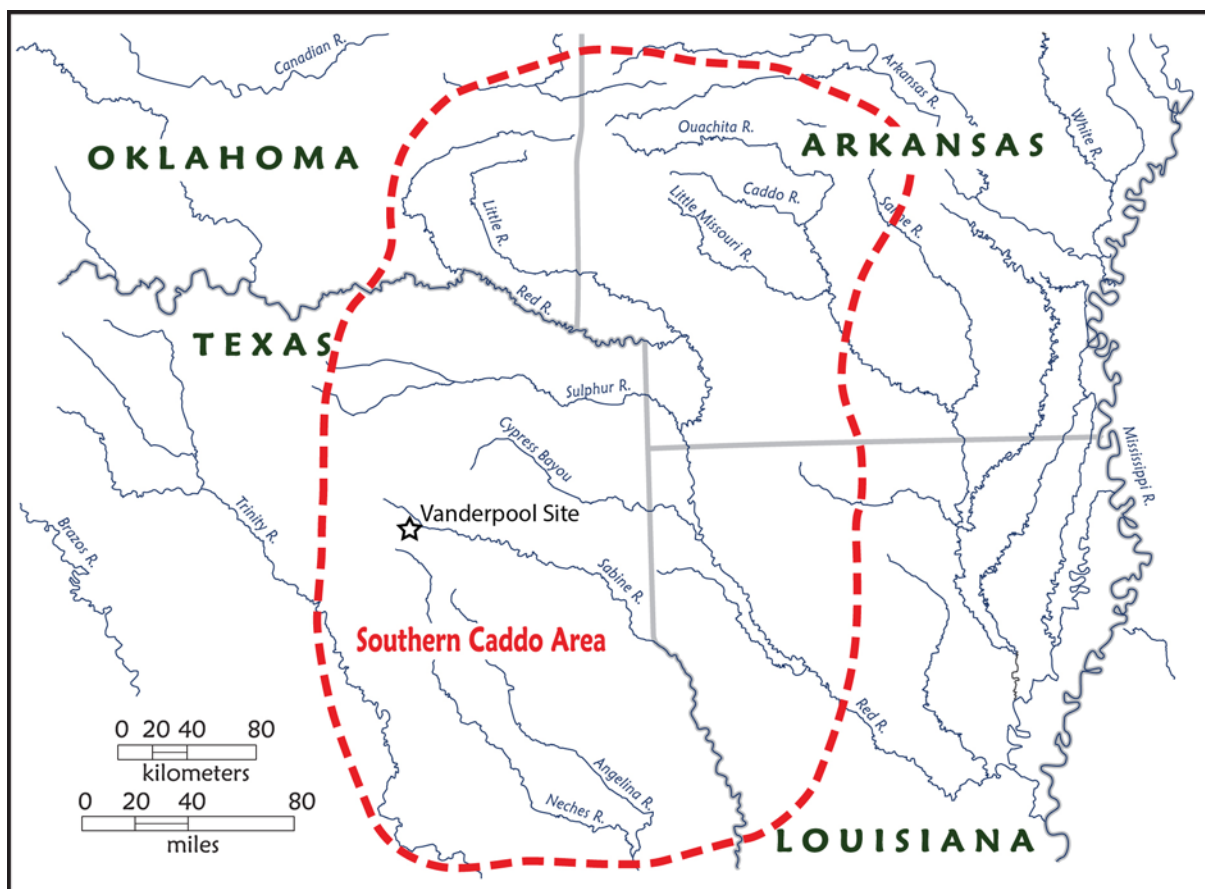 Canadian R.
Arkansas R.
White R.
OKLAHOMA
Ouachita R.
ARKANSAS
Caddo R.
Little Missouri R.
Little R.
Saline R.
Red R.
TEXAS
Sulphur R.
Cypress Bayou
Mississippi R.
Vanderpool Site
Trinity R.
Brazos R.
Sabine R.
Southern Caddo Area
Red R.
0 20 40 80
kilometers
Angelina R.
Neches R.
0 20 40 80
miles
LOUISIANA